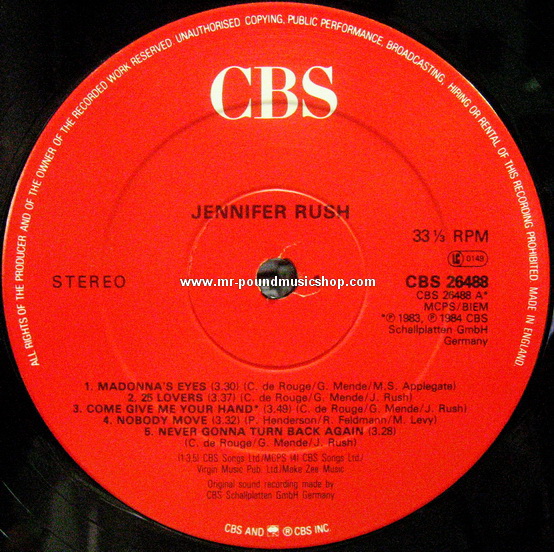 ALL RIGHTS OF THE PRODUCER AND OF THE OWNER OF THE RECORDED WORK RESERVED. UNAUTHORISED COPYING, PUBLIC PERFORMANCE, BROADCASTING, HIRING OR RENTAL OF THIS RECORDING PROHIBITED. MADE IN ENGLAND.
CBS
JENNIFER RUSH
33 ⅓ RPM
LC 0149
STEREO
www.mr-poundmusicshop.com
CBS 26488
CBS 26488 A*
MCPS/BIEM
*℗ 1983, ℗ 1984 CBS
Schallplatten GmbH
Germany
1. MADONNA'S EYES (3.30) (C. de Rouge/G. Mende/M.S. Applegate)
2. 25 LOVERS (3.37) (C. de Rouge/G. Mende/J. Rush)
3. COME GIVE ME YOUR HAND* (3.49) (C. de Rouge/G. Mende/J. Rush)
4. NOBODY MOVE (3.32) (P. Henderson/R. Feldmann/M. Levy)
5. NEVER GONNA TURN BACK AGAIN (3.28)
(C. de Rouge/G. Mende/J. Rush)
(1-3,5) CBS Songs Ltd/MCPS (4) CBS Songs Ltd/
Virgin Music Pub. Ltd/Make Zee Music
Original sound recording made by
CBS Schallplatten GmbH Germany
CBS AND ® CBS INC.